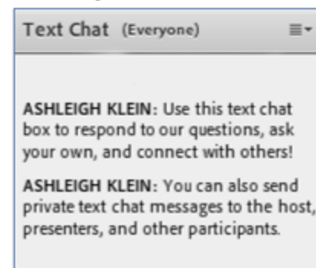 Text Chat (Everyone)
ASHLEIGH KLEIN: Use this text chat
box to respond to our questions, ask
your own, and connect with others!
ASHLEIGH KLEIN: You can also send
private text chat messages to the host,
presenters, and other participants.